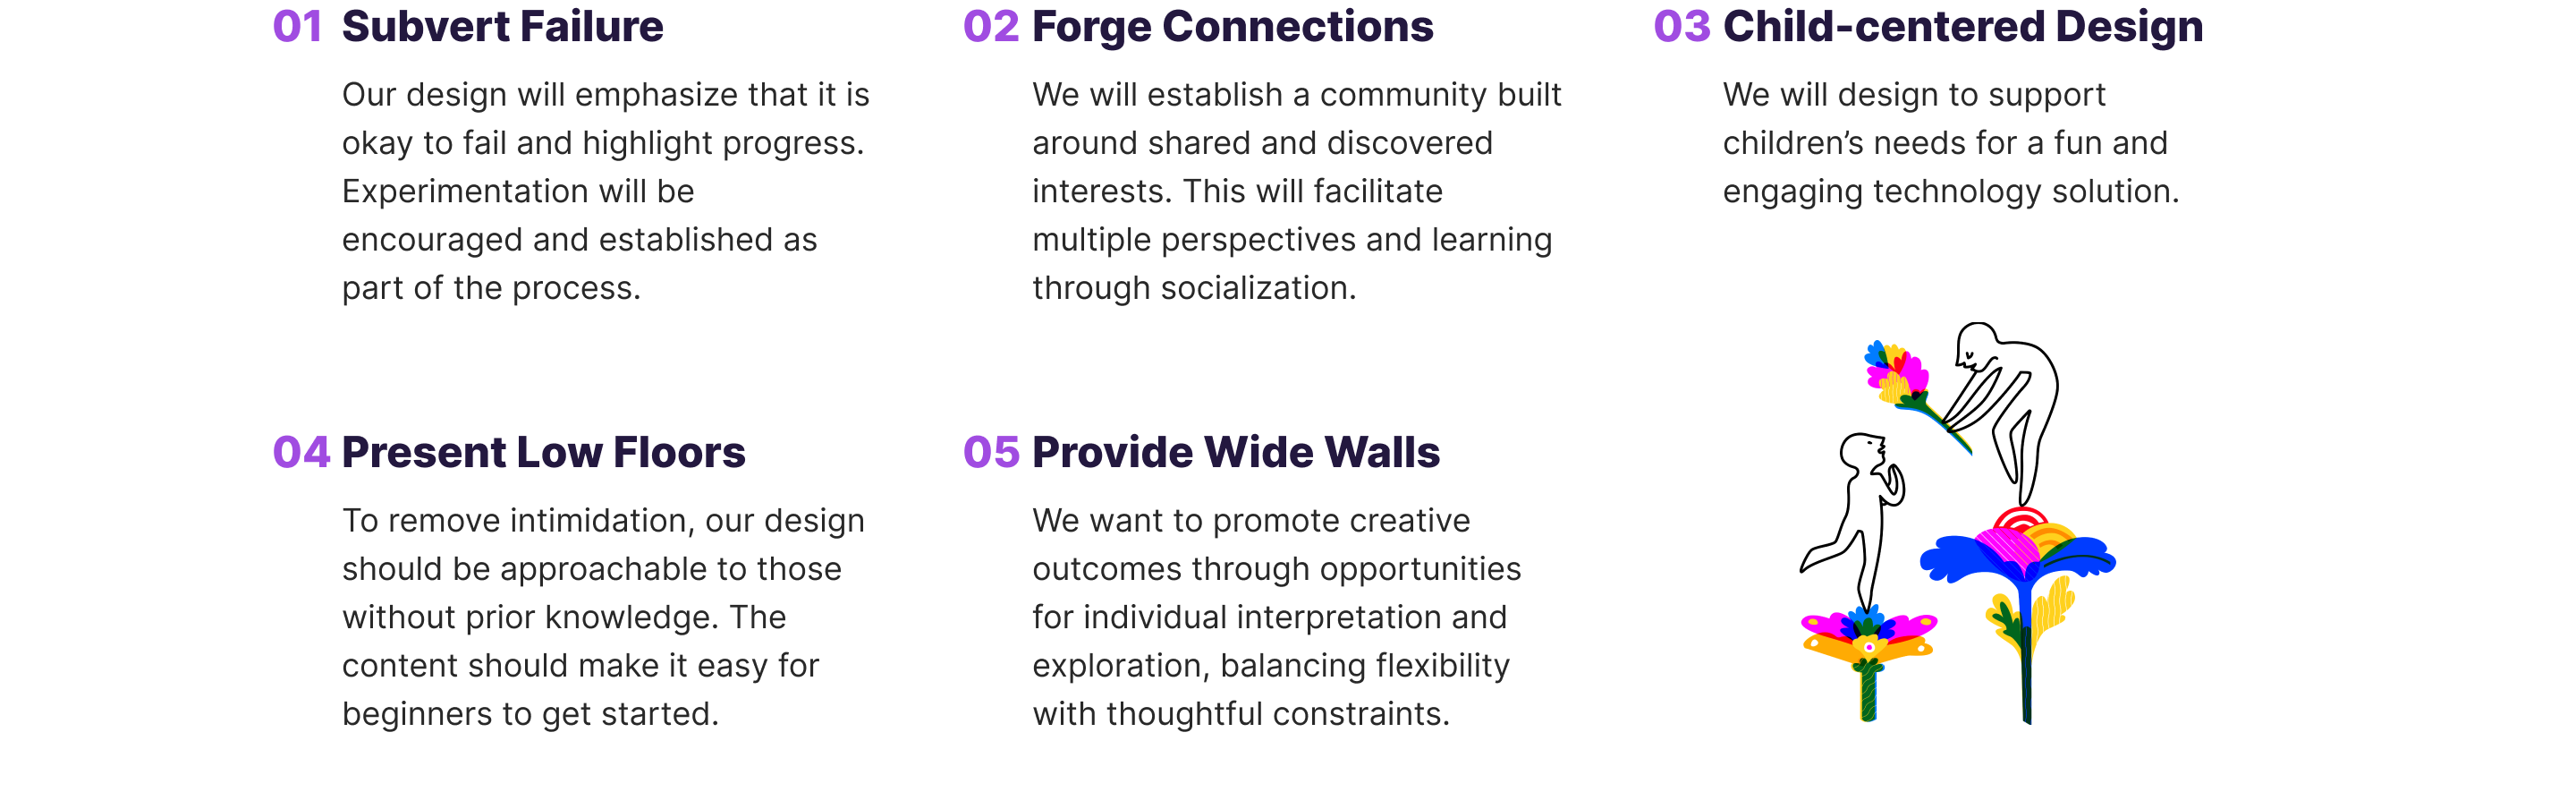 01 Subvert Failure
Our design will emphasize that it is
okay to fail and highlight progress.
Experimentation will be
encouraged and established as
part of the process.
02 Forge Connections
We will establish a community built
around shared and discovered
interests. This will facilitate
multiple perspectives and learning
through socialization.
03 Child-centered Design
We will design to support
children’s needs for a fun and
engaging technology solution.
04 Present Low Floors
To remove intimidation, our design
should be approachable to those
without prior knowledge. The
content should make it easy for
beginners to get started.
05 Provide Wide Walls
We want to promote creative
outcomes through opportunities
for individual interpretation and
exploration, balancing flexibility
with thoughtful constraints.